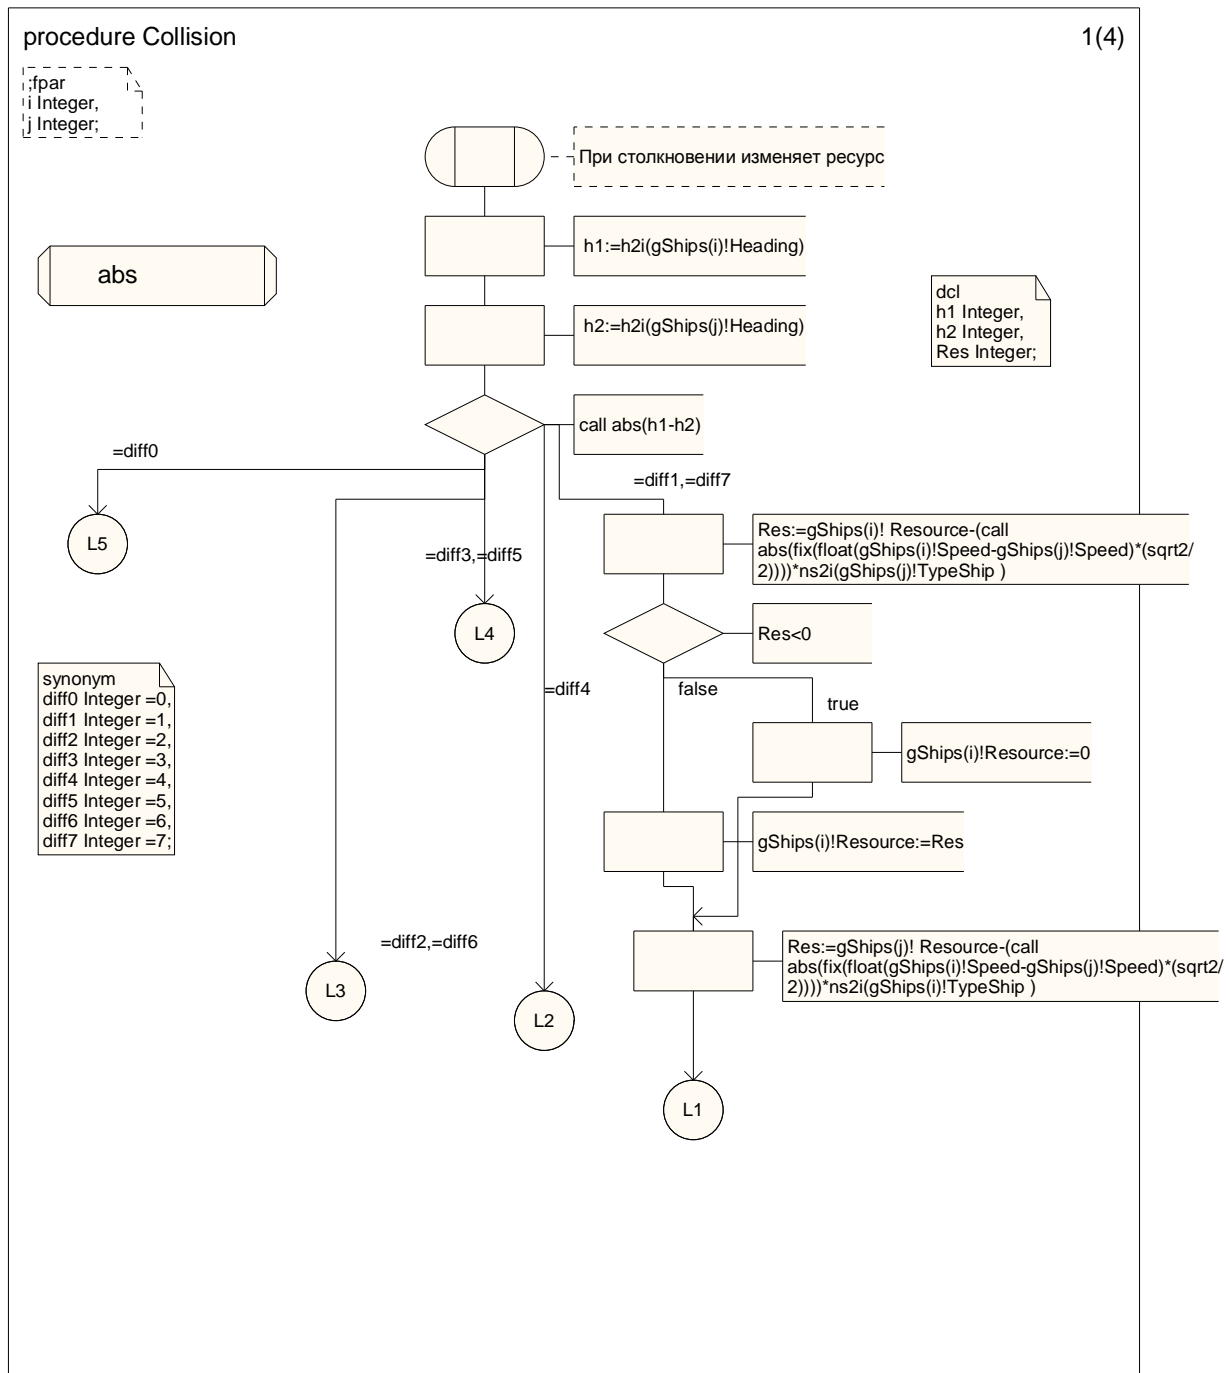 procedure Collision
1(4)
;fpar
i Integer,
j Integer;
При столкновении изменяет ресурс
h1:=h2i(gShips(i)!Heading)
abs
dcl
h1 Integer,
h2 Integer,
Res Integer;
h2:=h2i(gShips(j)!Heading)
call abs(h1-h2)
=diff0
=diff1,=diff7
L5
Res:=gShips(i)! Resource-(call
abs(fix(float(gShips(i)!Speed-gShips(j)!Speed)*(sqrt2/
2))))*ns2i(gShips(j)!TypeShip )
=diff3,=diff5
L4
Res<0
synonym
diff0 Integer =0,
diff1 Integer =1,
diff2 Integer =2,
diff3 Integer =3,
diff4 Integer =4,
diff5 Integer =5,
diff6 Integer =6,
diff7 Integer =7;
=diff4
false
true
gShips(i)!Resource:=0
gShips(i)!Resource:=Res
=diff2,=diff6
Res:=gShips(j)! Resource-(call
abs(fix(float(gShips(i)!Speed-gShips(j)!Speed)*(sqrt2/
2))))*ns2i(gShips(i)!TypeShip )
L3
L2
L1